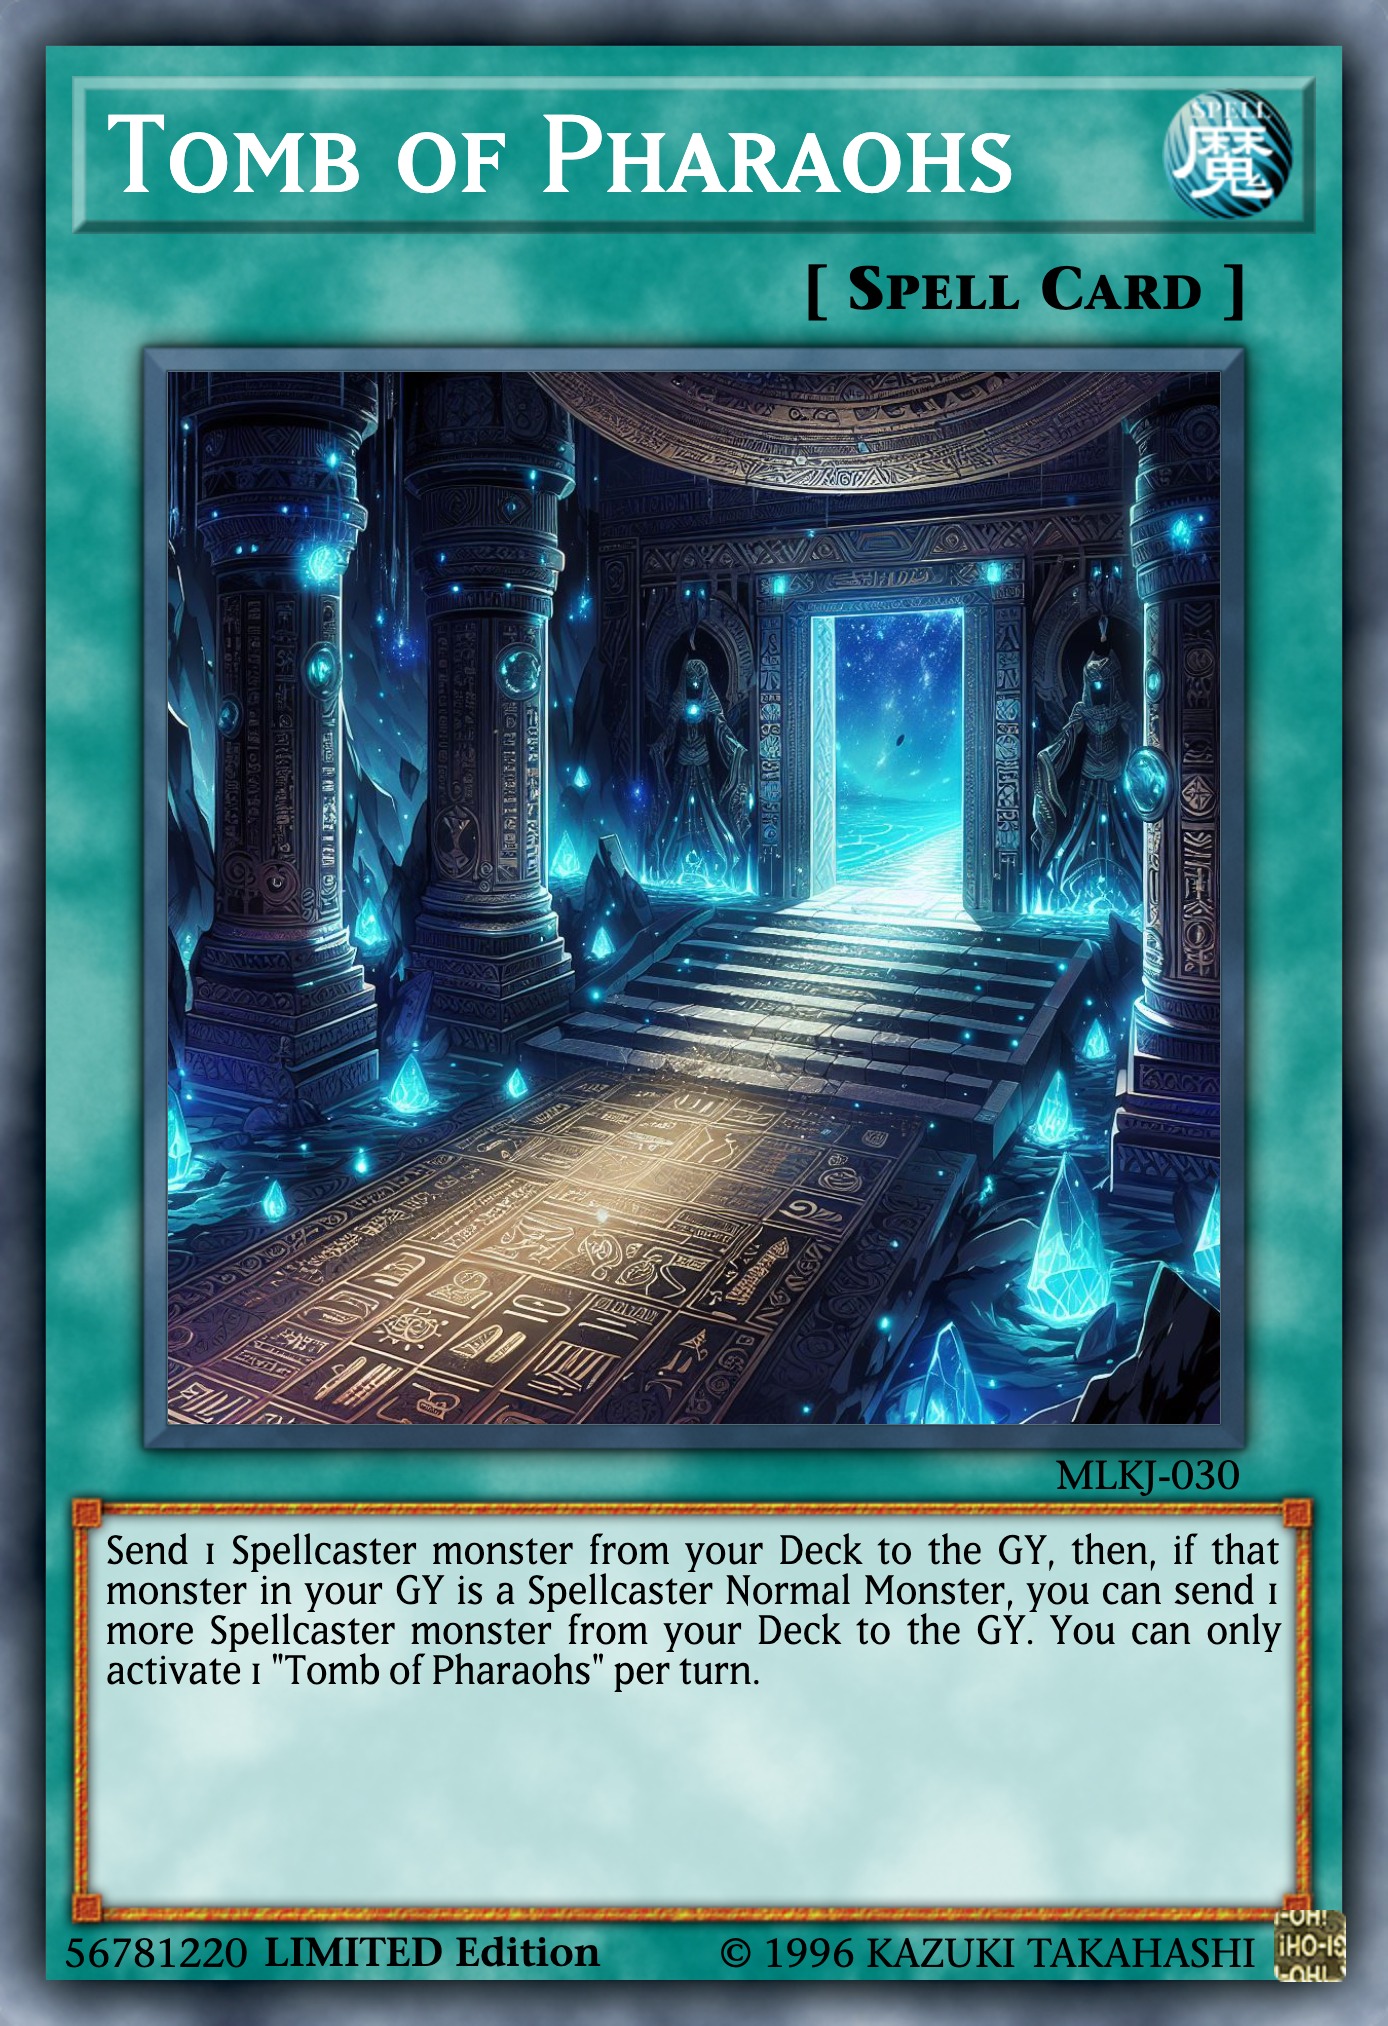 Tomb of Pharaohs
SPELL
魔
[ Spell Card ]
MLKJ-030
Send 1 Spellcaster monster from your Deck to the GY, then, if that
monster in your GY is a Spellcaster Normal Monster, you can send 1
more Spellcaster monster from your Deck to the GY. You can only
activate 1 "Tomb of Pharaohs" per turn.
56781220 LIMITED Edition
© 1996 KAZUKI TAKAHASHI